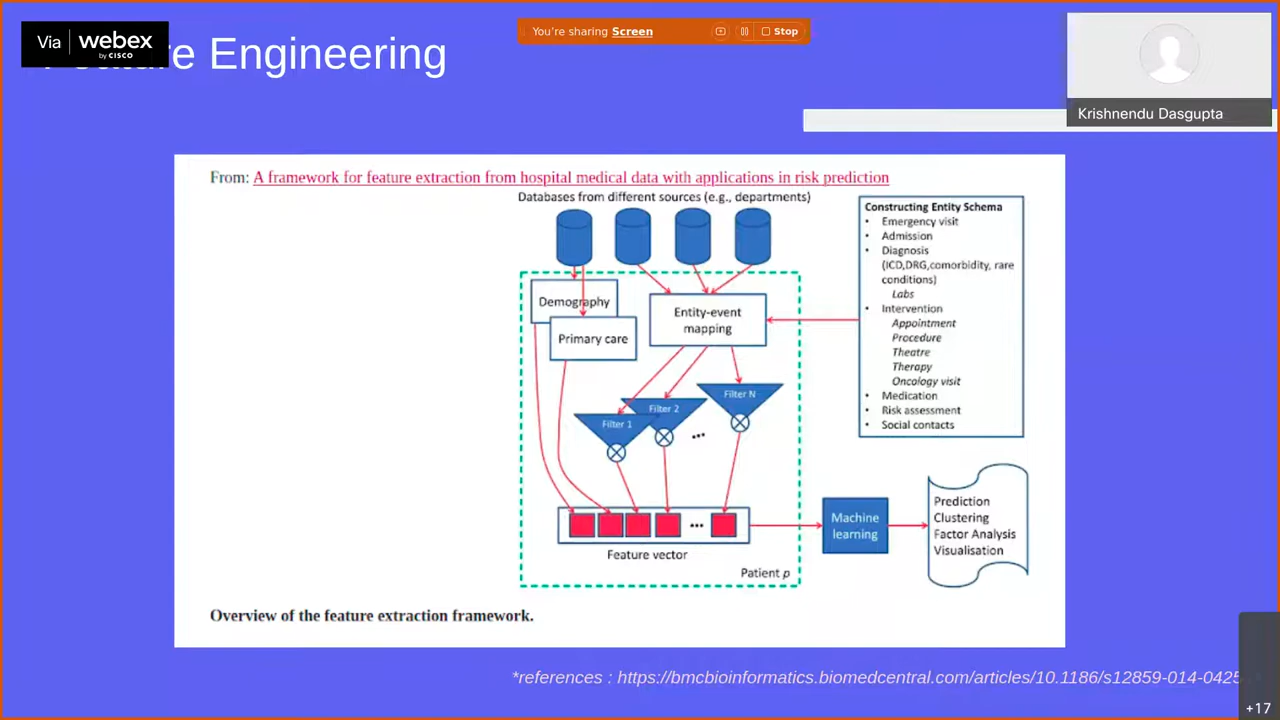 Via webex
by CISCO
You're sharing Screen
Stop
Engineering
Krishnendu Dasgupta
From: A framework for feature extraction from hospital medical data with applications in risk prediction
Databases from different sources (e.g., departments)
Demography
Primary care
Entity-event
mapping
Filter 1
Filter 2
Filter N
...
...
Feature vector
Patient p
Constructing Entity Schema
• Emergency visit
• Admission
• Diagnosis
(ICD,DRG,comorbidity, rare
conditions)
Labs
• Intervention
Appointment
Procedure
Theatre
Therapy
Oncology visit
• Medication
• Risk assessment
• Social contacts
Machine
learning
Prediction
Clustering
Factor Analysis
Visualisation
Overview of the feature extraction framework.
*references : https://bmcbioinformatics.biomedcentral.com/articles/10.1186/s12859-014-0425
+17